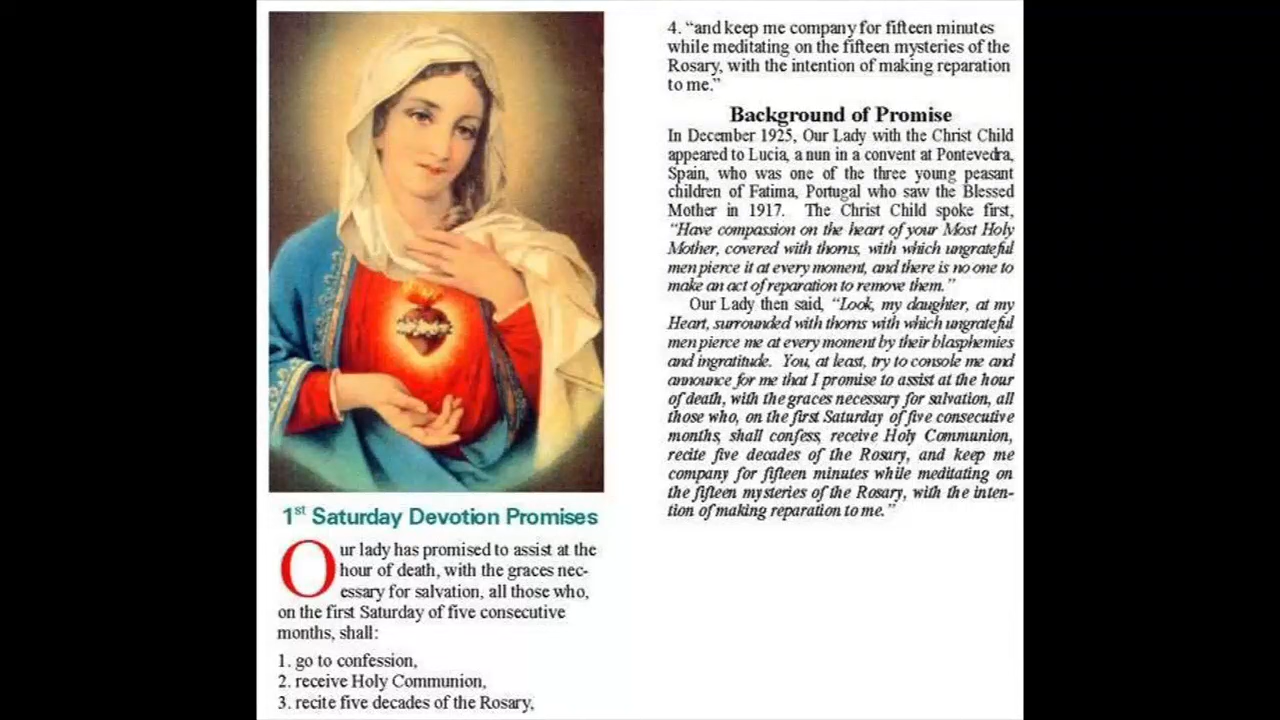 1st Saturday Devotion Promises
Our lady has promised to assist at the
hour of death, with the graces nec-
essary for salvation, all those who,
on the first Saturday of five consecutive
months, shall:
1. go to confession,
2. receive Holy Communion,
3. recite five decades of the Rosary,
4. “and keep me company for fifteen minutes
while meditating on the fifteen mysteries of the
Rosary, with the intention of making reparation
to me.”
Background of Promise
In December 1925, Our Lady with the Christ Child
appeared to Lucia, a nun in a convent at Pontevedra,
Spain, who was one of the three young peasant
children of Fatima, Portugal who saw the Blessed
Mother in 1917. The Christ Child spoke first,
“Have compassion on the heart of your Most Holy
Mother, covered with thorns, with which ungrateful
men pierce it at every moment, and there is no one to
make an act of reparation to remove them.”
Our Lady then said, “Look, my daughter, at my
Heart, surrounded with thorns with which ungrateful
men pierce me at every moment by their blasphemies
and ingratitude. You, at least, try to console me and
announce for me that I promise to assist at the hour
of death, with the graces necessary for salvation, all
those who, on the first Saturday of five consecutive
months, shall confess, receive Holy Communion,
recite five decades of the Rosary, and keep me
company for fifteen minutes while meditating on
the fifteen mysteries of the Rosary, with the inten-
tion of making reparation to me.”